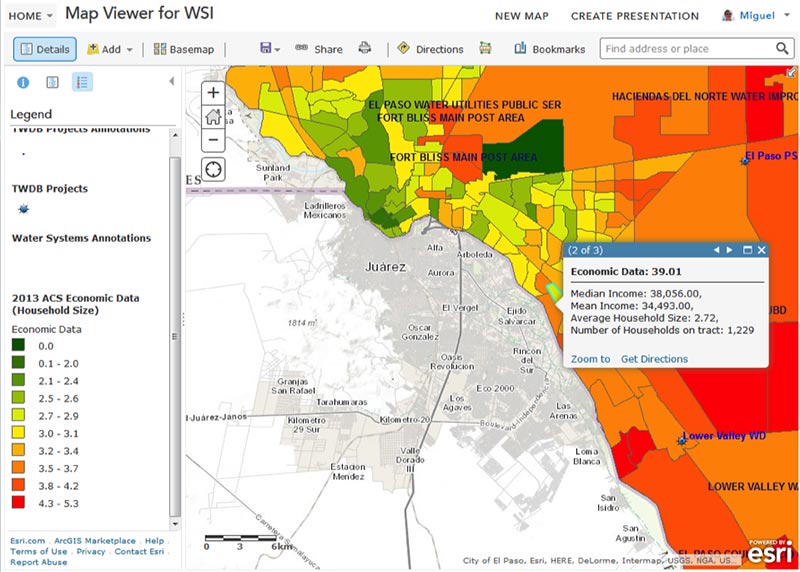 HOME Map Viewer for WSI
NEW MAP CREATE PRESENTATION Miguel
Details Add Basemap Share Directions Bookmarks Find address or place
Legend
TWDB Projects Annotations
TWDB Projects
Water Systems Annotations
2013 ACS Economic Data
(Household Size)
Economic Data
0.0
0.1 - 2.0
2.1 - 2.4
2.5 - 2.6
2.7 - 2.9
3.0 - 3.1
3.2 - 3.4
3.5 - 3.7
3.8 - 4.2
4.3 - 5.3
Esri.com . ArcGIS Marketplace . Help .
Terms of Use . Privacy . Contact Esri .
Report Abuse
EL PASO WATER UTILITIES PUBLIC SER
FORT BLISS MAIN POST AREA
HACIENDAS DEL NORTE WATER IMPRO
FORT BLISS MAIN POST AREA
El Paso PS
Sunland
Park
ES
Ladrilleros
Mexicanos
Juárez
Alfa
Arboleda
Aurora
1814 m
El Vergel
Ejido
Salvarcar
Oscar
Gonzalez
Rincon
del
Sur
Oasis
Revolucion
Granjas
San Rafael
Tarahumaras
Eco 2000
Los
Agaves
Las
Arenas
l-Juárez-Janos
Kilometro
29 Sur
Kilometro-20
Boulevard-Independencia
Valle
Dorado
III
Estacion
Mendez
Loma
Blanca
San
Isidro
San
Agustin
Carretera Samalayuca
(2 of 3)
Economic Data: 39.01
Median Income: 38,056.00,
Mean Income: 34,493.00,
Average Household Size: 2.72,
Number of Households on tract: 1,229
Zoom to Get Directions
UBD
Lower Valley WD
LOWER VALLEY WA
EL PASO COU
0 3 6km
City of El Paso, Esri, HERE, DeLorme, Intermap, USGS, NGA, US...
POWERED BY
esri